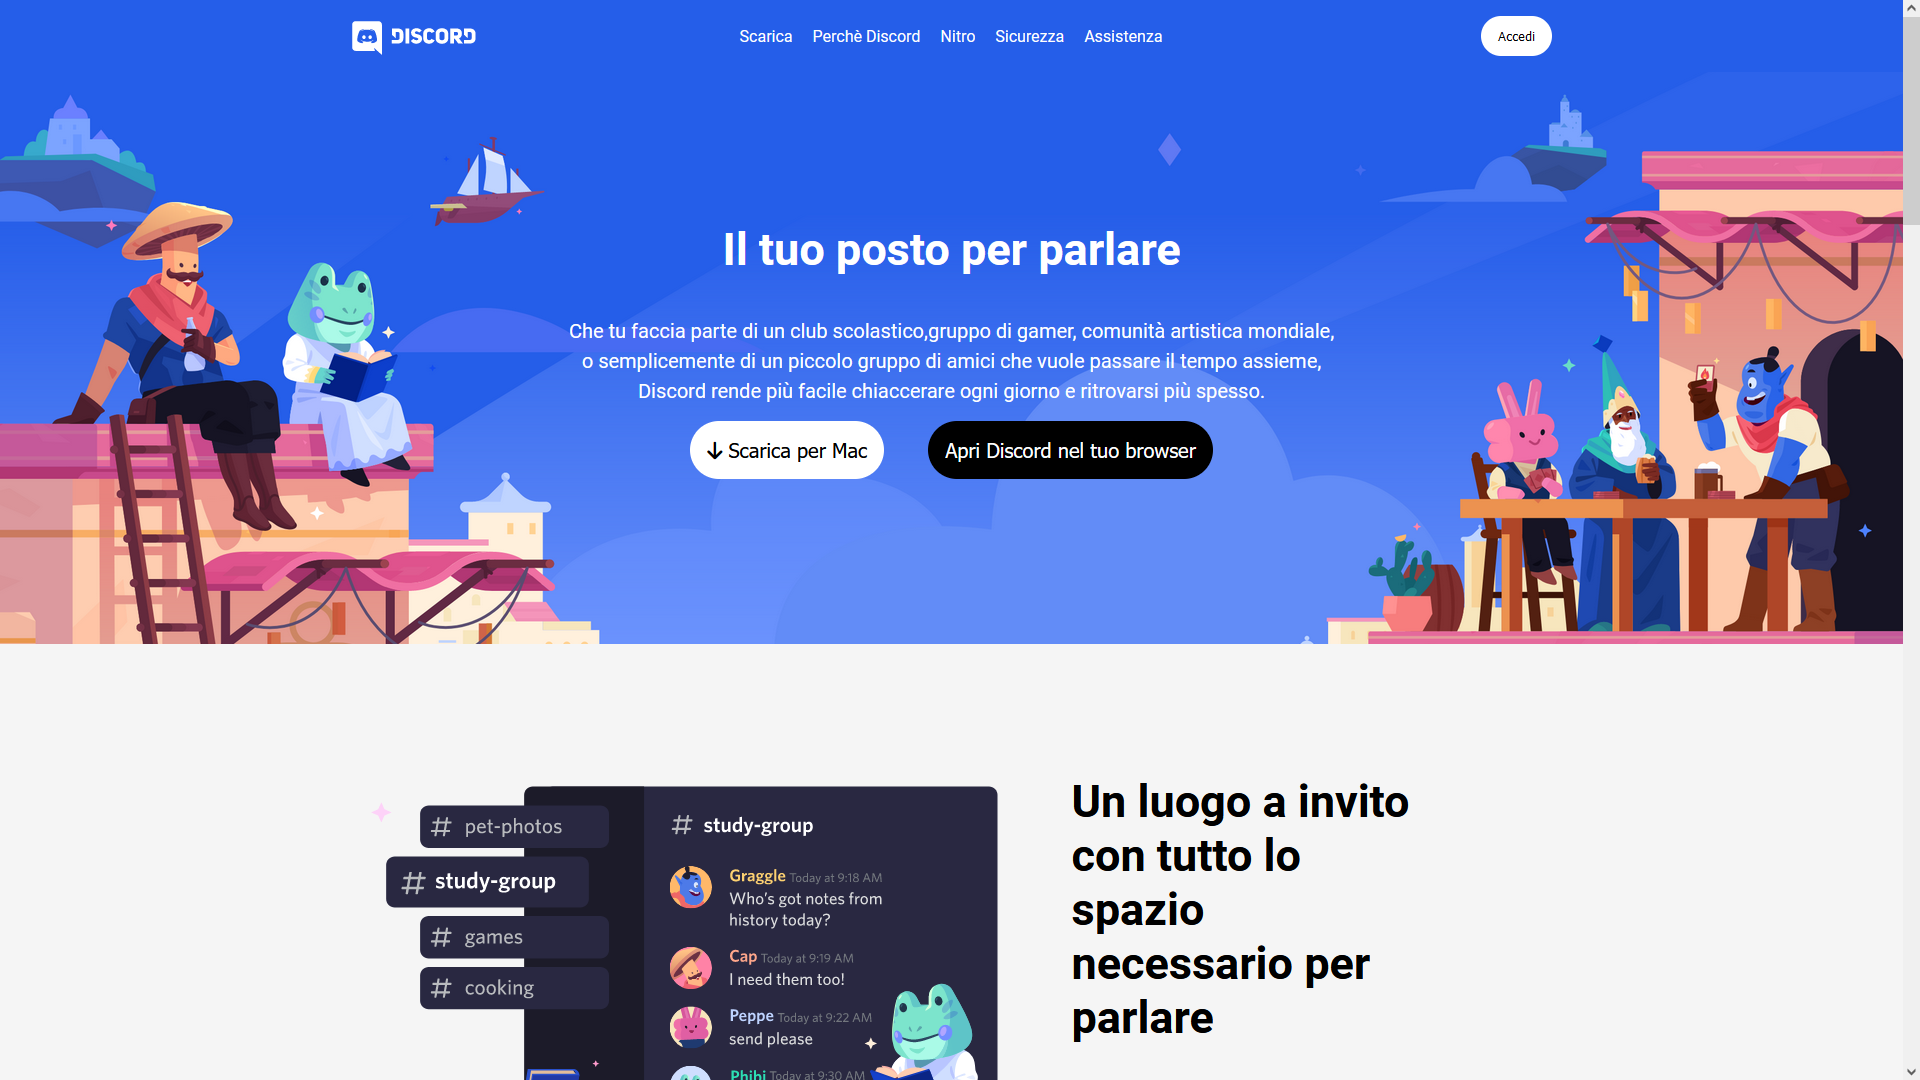 DISCORD
Scarica Perchè Discord Nitro Sicurezza Assistenza
Accedi
Il tuo posto per parlare
Che tu faccia parte di un club scolastico,gruppo di gamer, comunità artistica mondiale,
o semplicemente di un piccolo gruppo di amici che vuole passare il tempo assieme,
Discord rende più facile chiaccerare ogni giorno e ritrovarsi più spesso.
Scarica per Mac
Apri Discord nel tuo browser
# pet-photos
# study-group
# games
# cooking
# study-group
Graggle Today at 9:18 AM
Who's got notes from
history today?
Cap Today at 9:19 AM
I need them too!
Peppe Today at 9:22 AM
send please
Phibi Today at 9:30 AM
Un luogo a invito
con tutto lo
spazio
necessario per
parlare